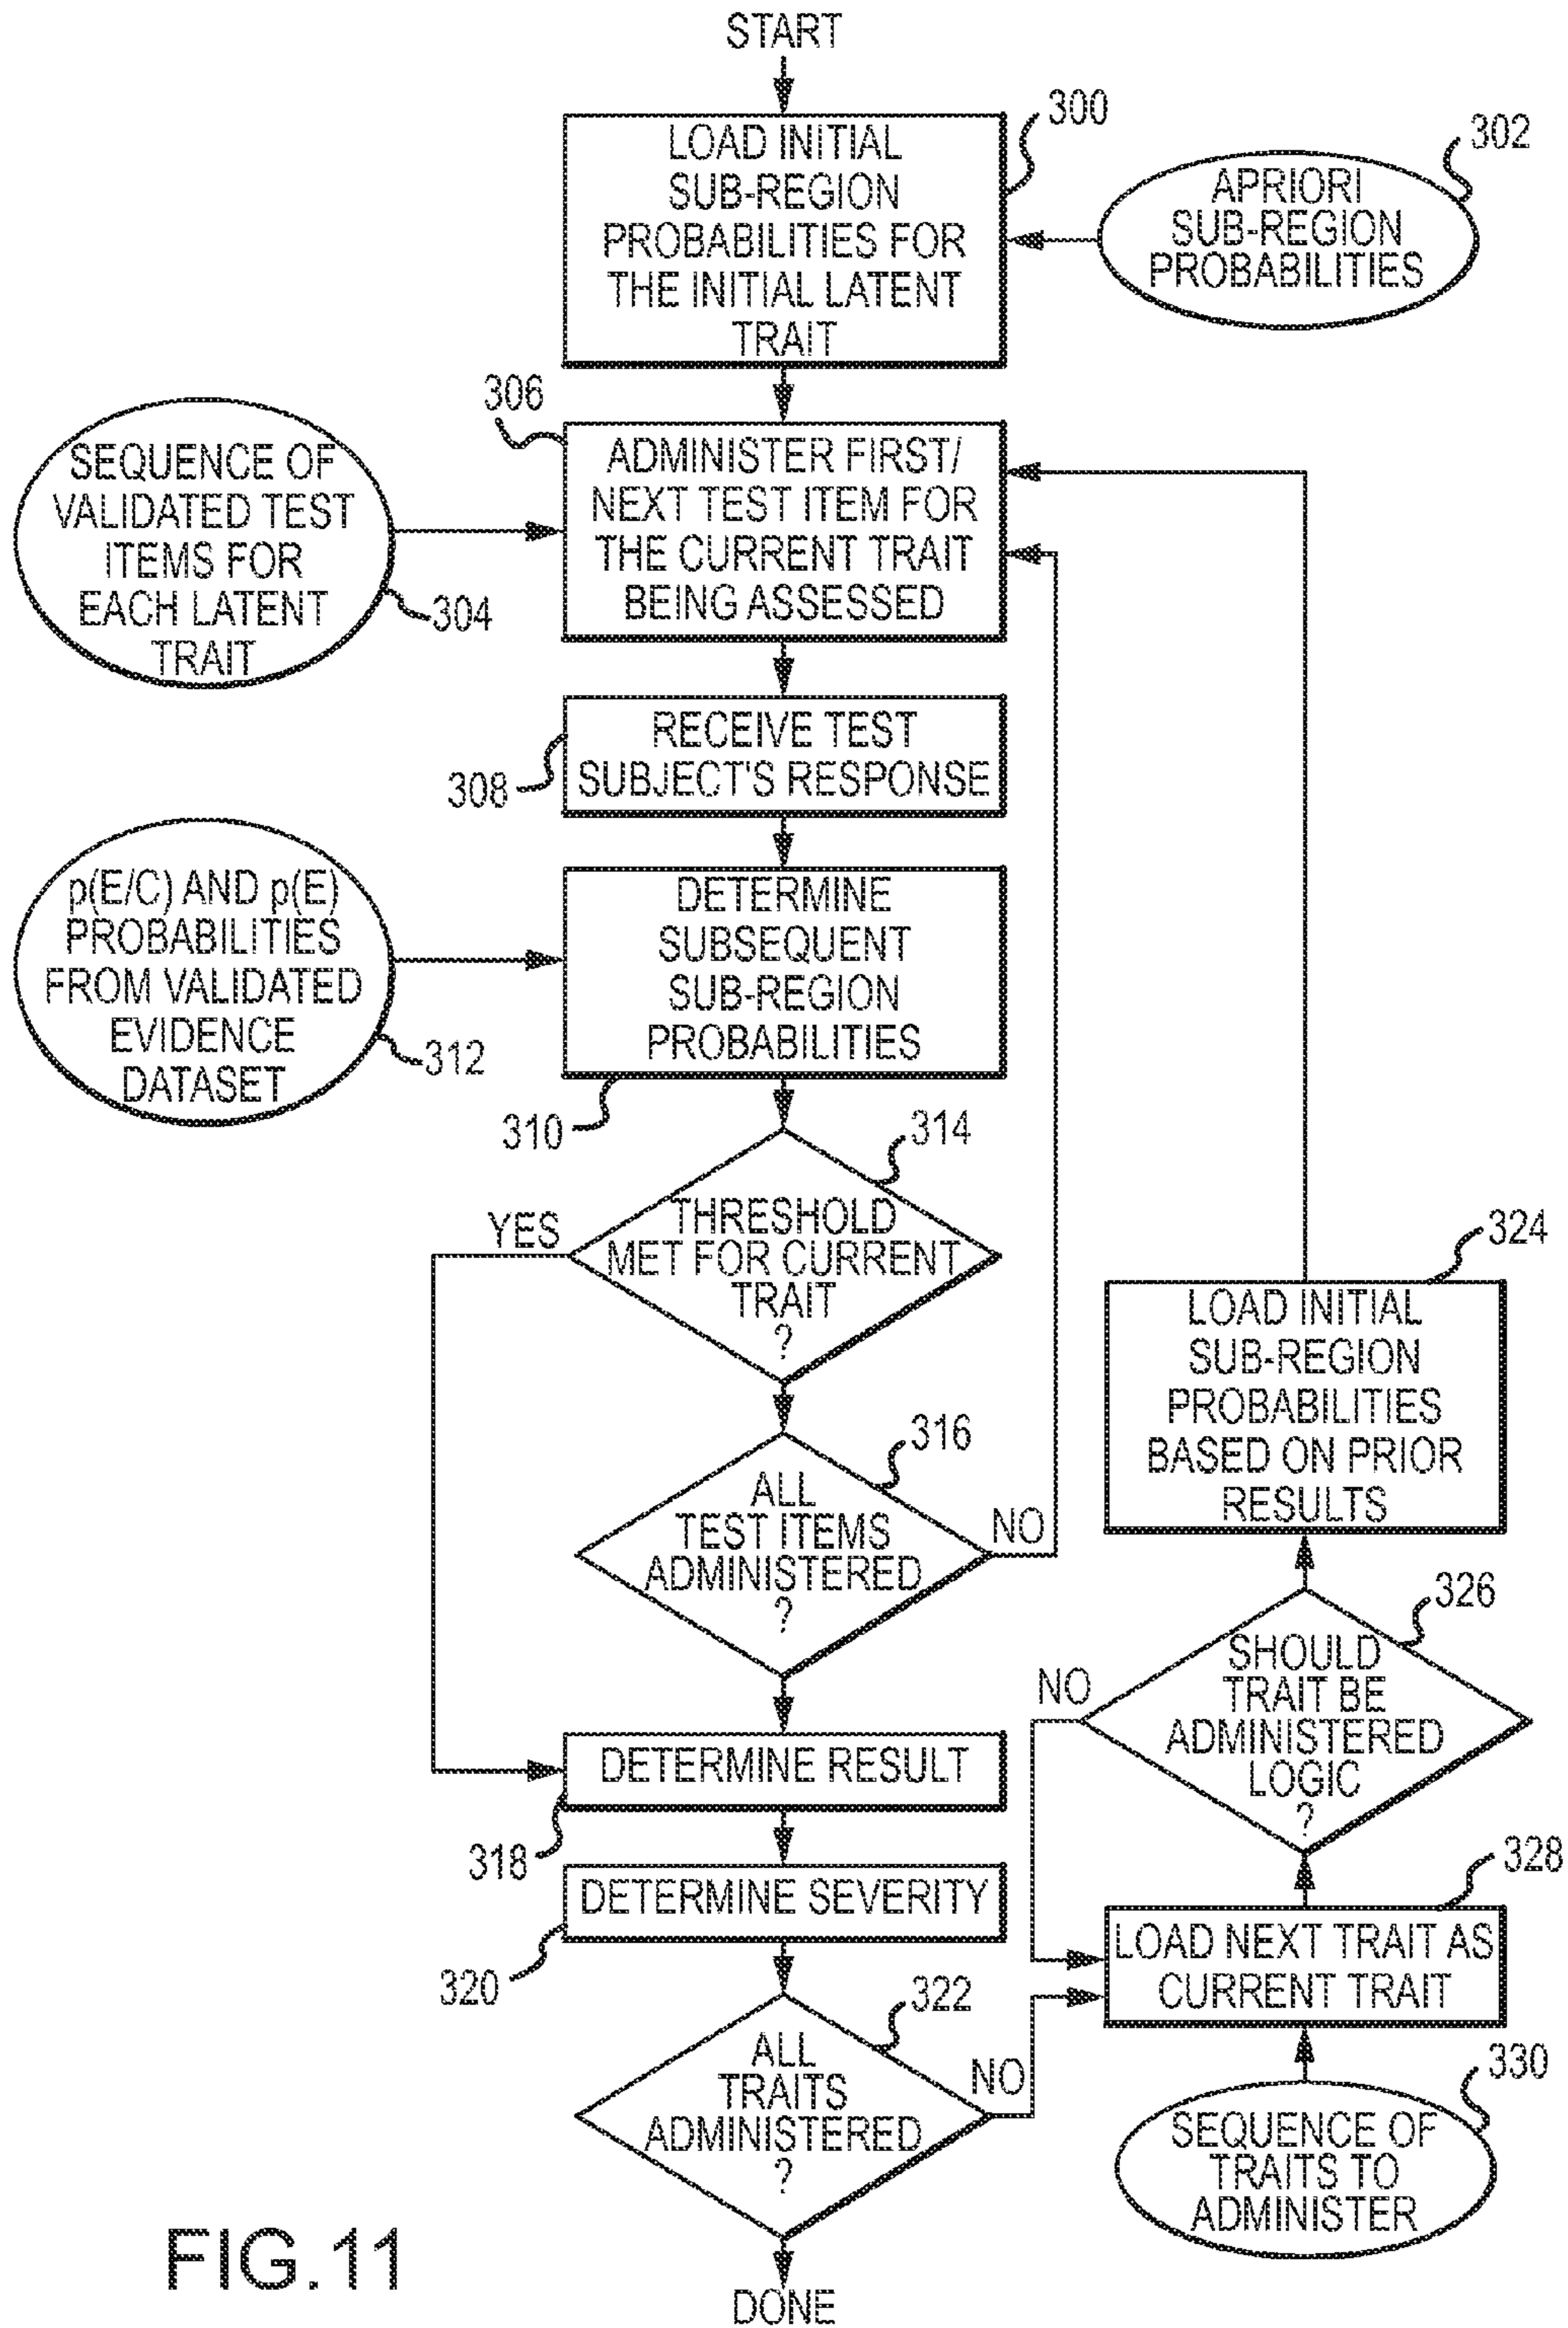 START
300
LOAD INITIAL
SUB-REGION
PROBABILITIES FOR
THE INITIAL LATENT
TRAIT
302
APRIORI
SUB-REGION
PROBABILITIES
306
SEQUENCE OF
VALIDATED TEST
ITEMS FOR
EACH LATENT
TRAIT
304
ADMINISTER FIRST/
NEXT TEST ITEM FOR
THE CURRENT TRAIT
BEING ASSESSED
RECEIVE TEST
SUBJECT'S RESPONSE
308
p(E/C) AND p(E)
PROBABILITIES
FROM VALIDATED
EVIDENCE
DATASET
312
DETERMINE
SUBSEQUENT
SUB-REGION
PROBABILITIES
310
314
YES
THRESHOLD
MET FOR CURRENT
TRAIT
?
316
ALL
TEST ITEMS
ADMINISTERED
?
NO
324
LOAD INITIAL
SUB-REGION
PROBABILITIES
BASED ON PRIOR
RESULTS
326
NO
SHOULD
TRAIT BE
ADMINISTERED
LOGIC
?
DETERMINE RESULT
318
DETERMINE SEVERITY
320
328
LOAD NEXT TRAIT AS
CURRENT TRAIT
322
ALL
TRAITS
ADMINISTERED
?
NO
330
SEQUENCE OF
TRAITS TO
ADMINISTER
DONE
FIG.11